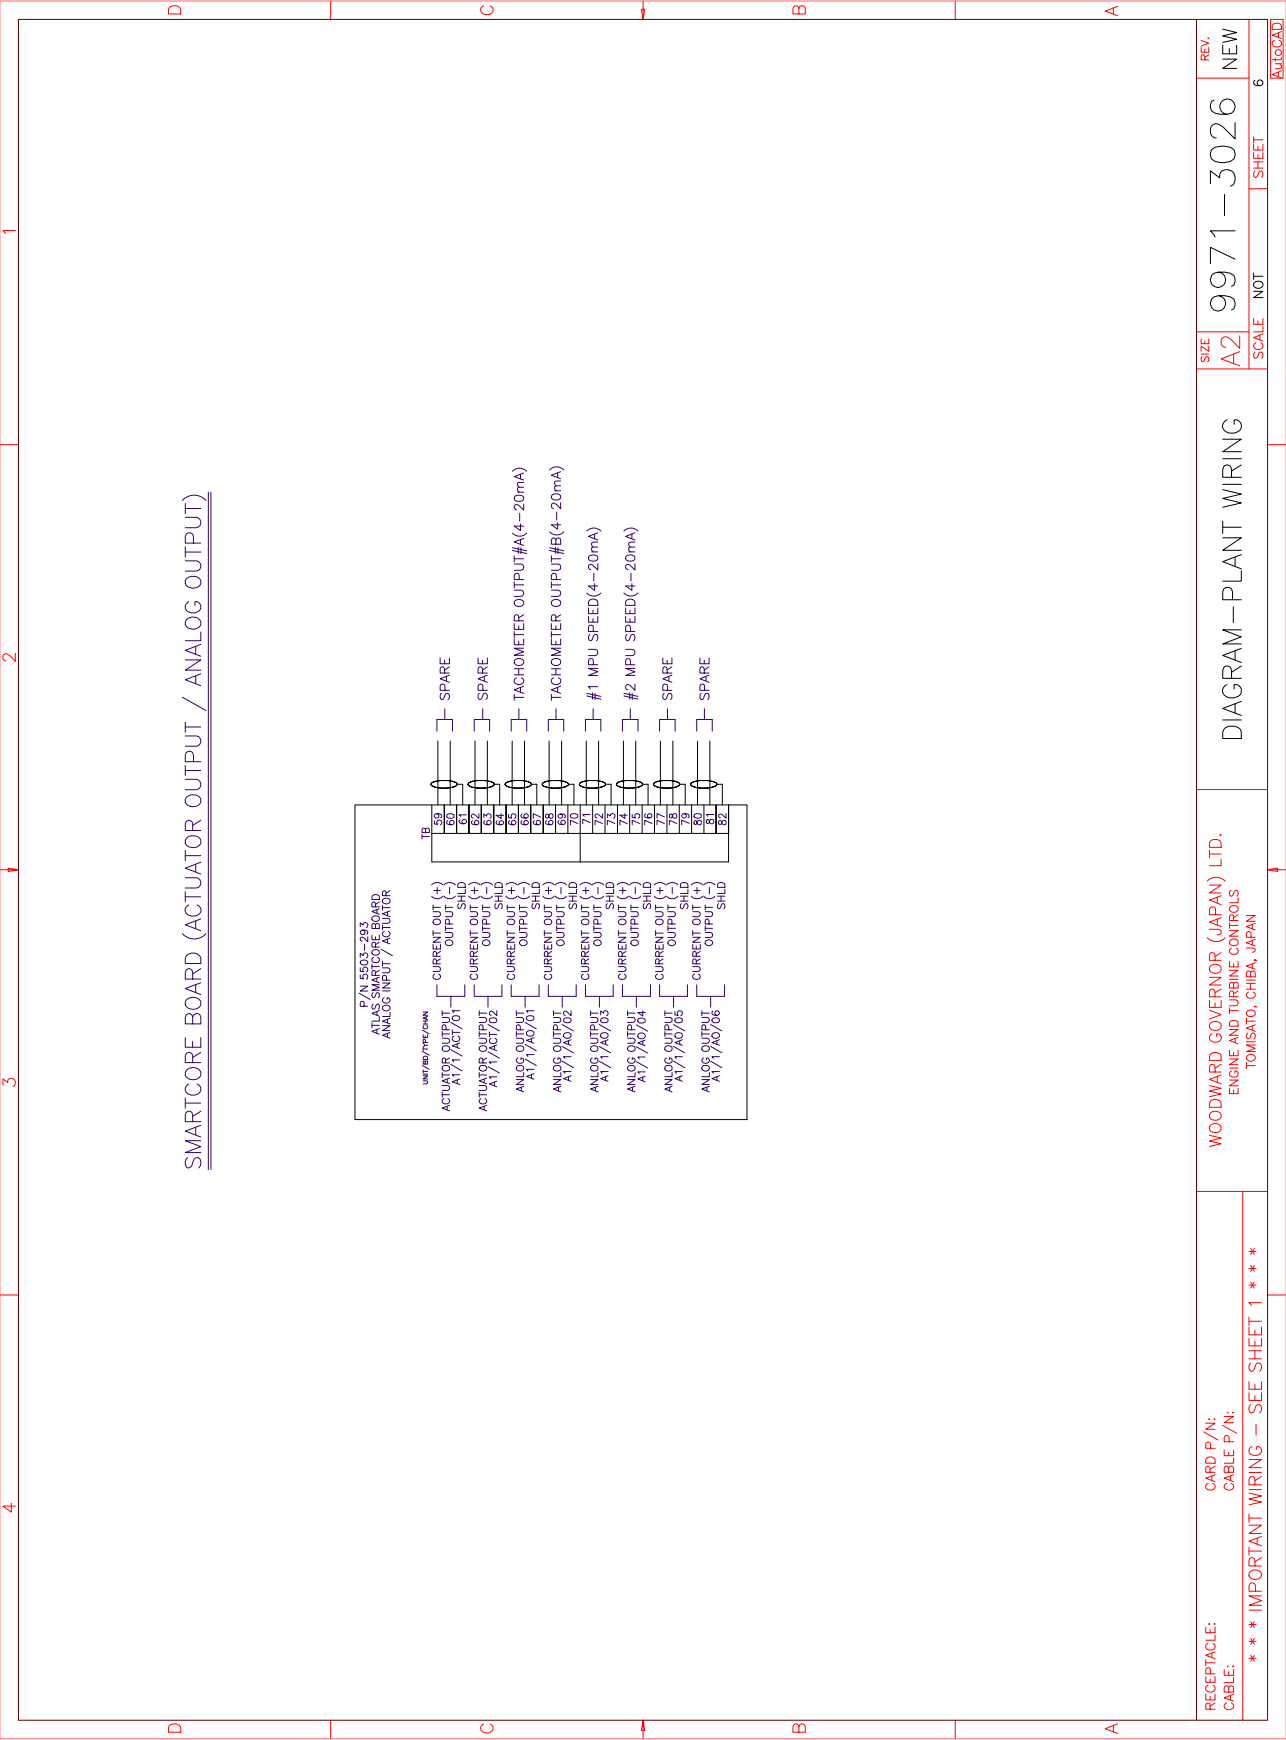 4
3
2
1
D
D
C
C
B
B
A
A
SMARTCORE BOARD (ACTUATOR OUTPUT / ANALOG OUTPUT)
P/N 5503-293
ATLAS SMARTCORE BOARD
ANALOG INPUT / ACTUATOR
UNIT/BD/TYPE/CHAN
TB
ACTUATOR OUTPUT
A1/1/ACT/01
CURRENT OUT (+) 59
OUTPUT (-) 60
SHLD 61
SPARE
ACTUATOR OUTPUT
A1/1/ACT/02
CURRENT OUT (+) 62
OUTPUT (-) 63
SHLD 64
SPARE
ANLOG OUTPUT
A1/1/AO/01
CURRENT OUT (+) 65
OUTPUT (-) 66
SHLD 67
TACHOMETER OUTPUT#A(4-20mA)
ANLOG OUTPUT
A1/1/AO/02
CURRENT OUT (+) 68
OUTPUT (-) 69
SHLD 70
TACHOMETER OUTPUT#B(4-20mA)
ANLOG OUTPUT
A1/1/AO/03
CURRENT OUT (+) 71
OUTPUT (-) 72
SHLD 73
#1 MPU SPEED(4-20mA)
ANLOG OUTPUT
A1/1/AO/04
CURRENT OUT (+) 74
OUTPUT (-) 75
SHLD 76
#2 MPU SPEED(4-20mA)
ANLOG OUTPUT
A1/1/AO/05
CURRENT OUT (+) 77
OUTPUT (-) 78
SHLD 79
SPARE
ANLOG OUTPUT
A1/1/AO/06
CURRENT OUT (+) 80
OUTPUT (-) 81
SHLD 82
SPARE
RECEPTACLE:
CABLE:
CARD P/N:
CABLE P/N:
* * * IMPORTANT WIRING - SEE SHEET 1 * * *
WOODWARD GOVERNOR (JAPAN) LTD.
ENGINE AND TURBINE CONTROLS
TOMISATO, CHIBA, JAPAN
DIAGRAM-PLANT WIRING
SIZE
A2
9971-3026
REV.
NEW
SCALE NOT
SHEET 6
AutoCAD